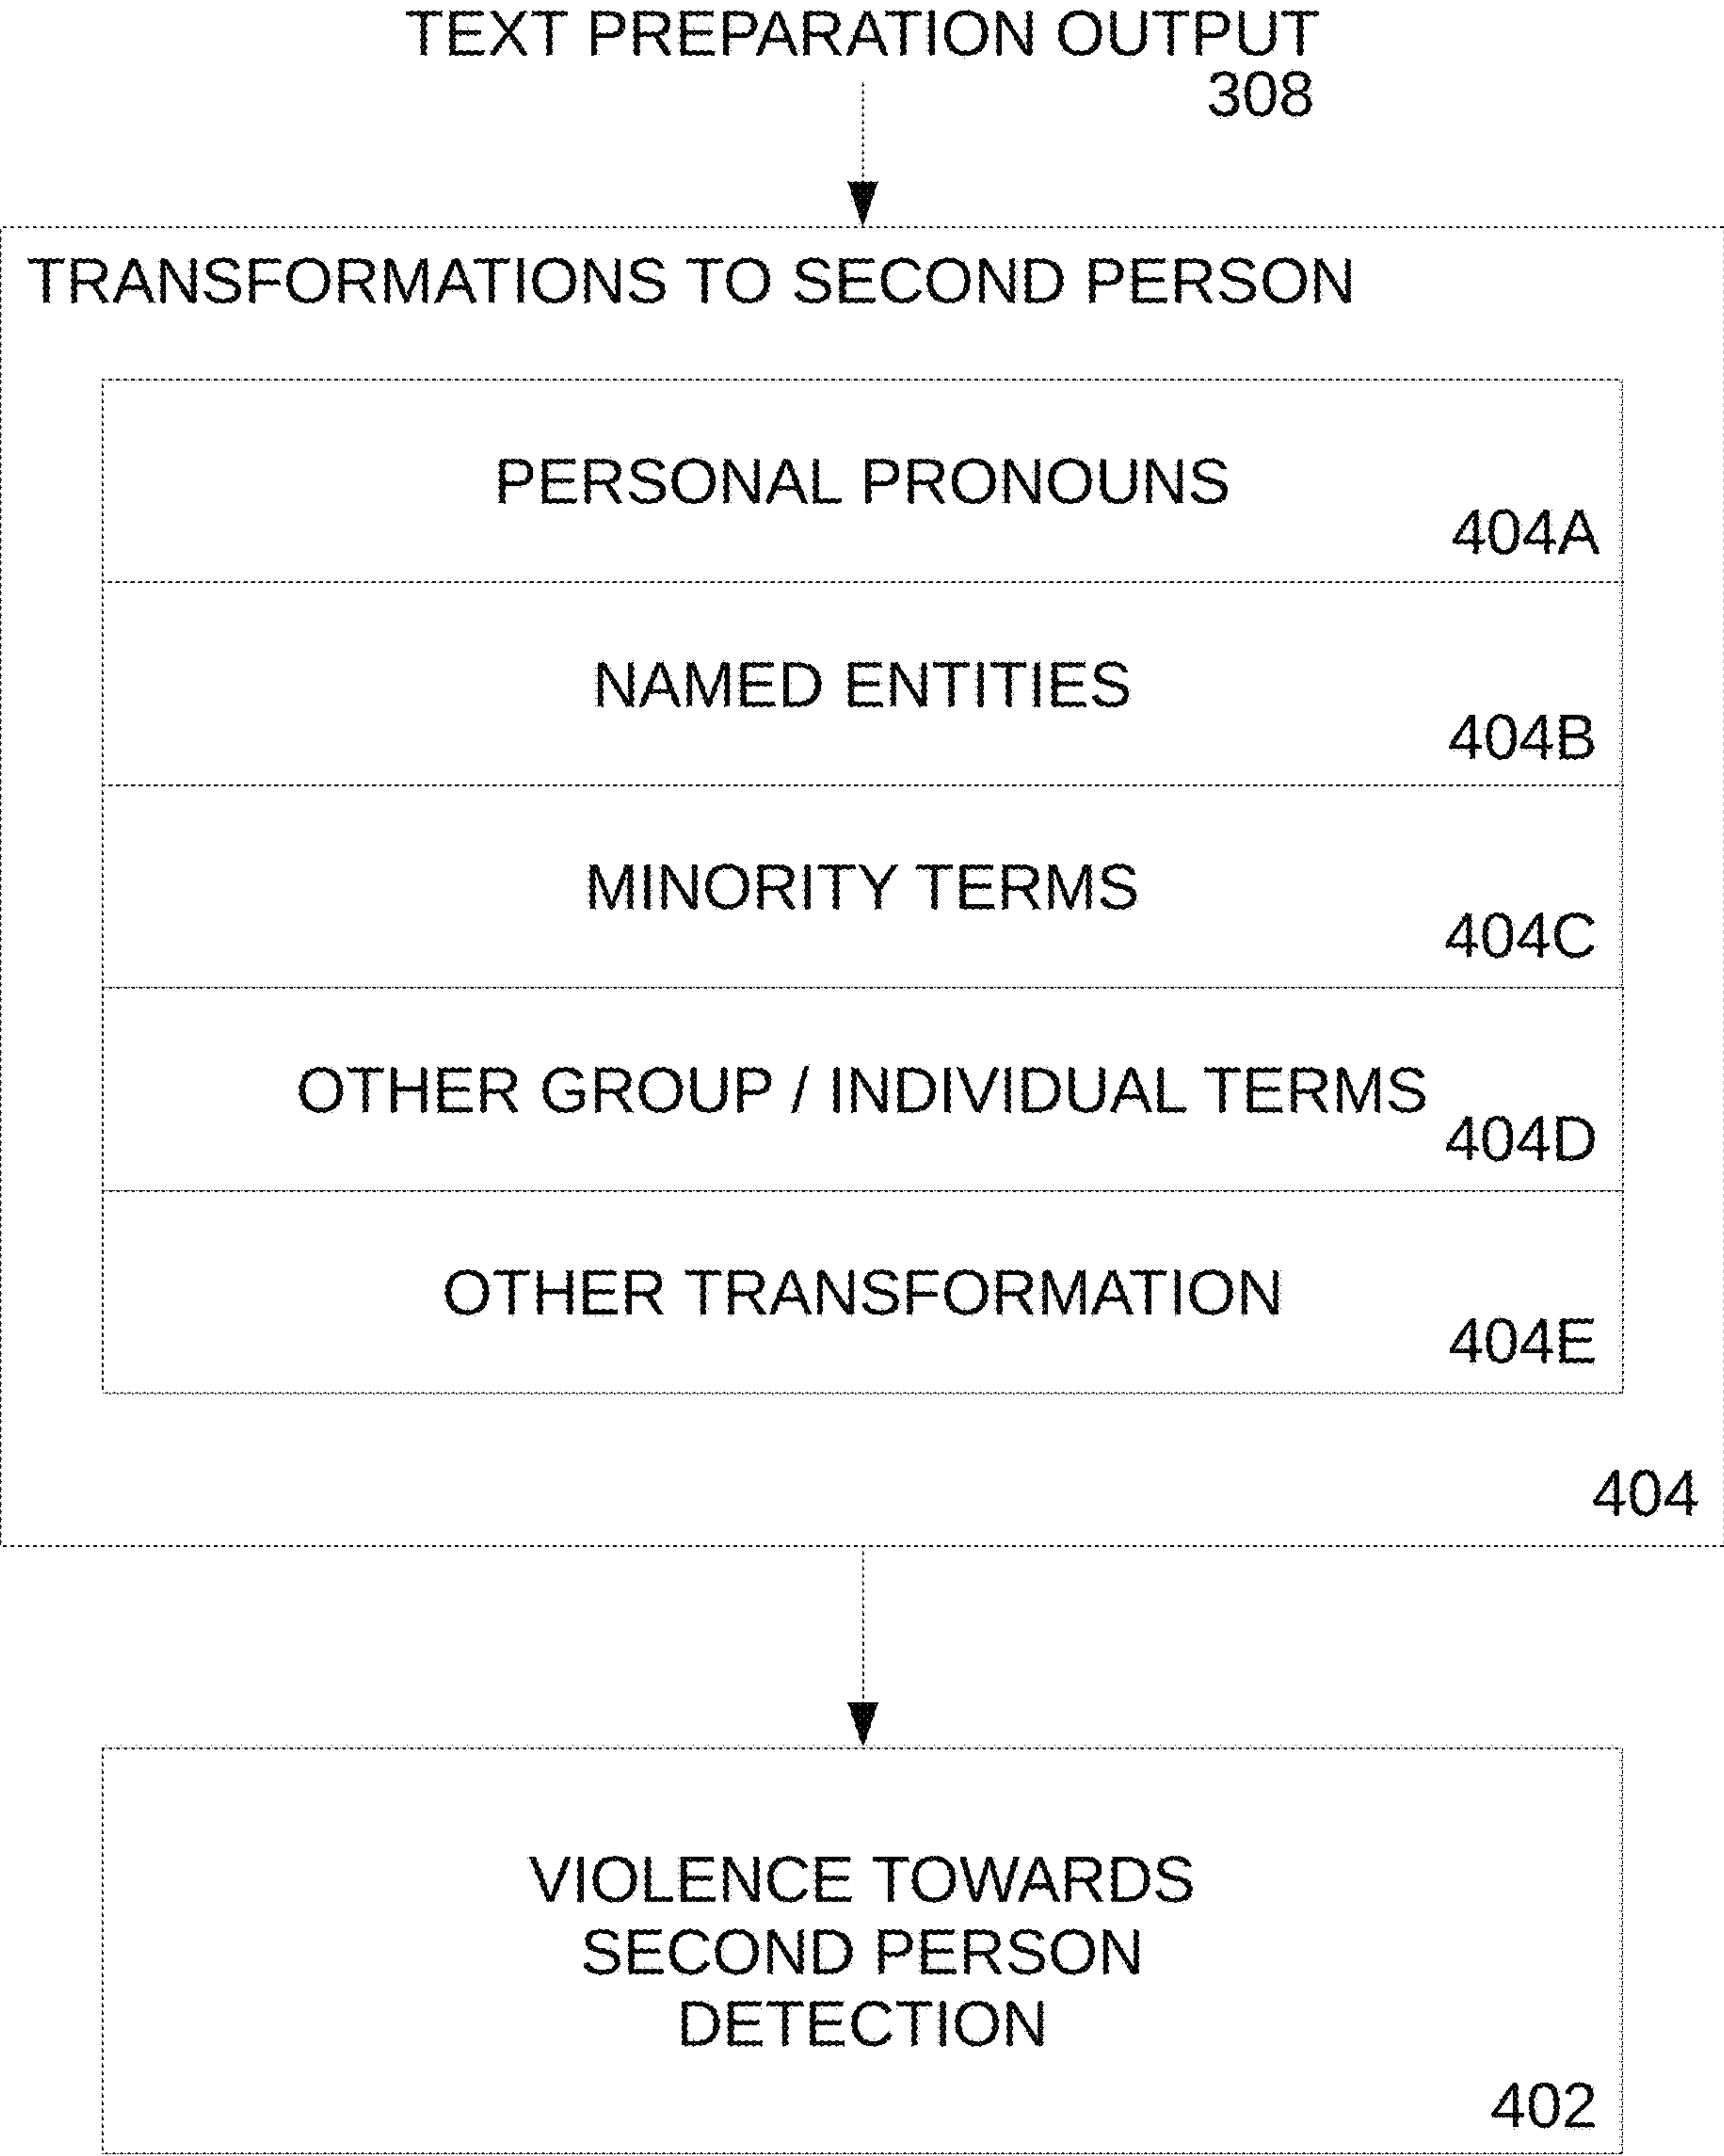 TEXT PREPARATION OUTPUT
308
TRANSFORMATIONS TO SECOND PERSON
PERSONAL PRONOUNS
404A
NAMED ENTITIES
404B
MINORITY TERMS
404C
OTHER GROUP / INDIVIDUAL TERMS
404D
OTHER TRANSFORMATION
404E
404
VIOLENCE TOWARDS
SECOND PERSON
DETECTION
402